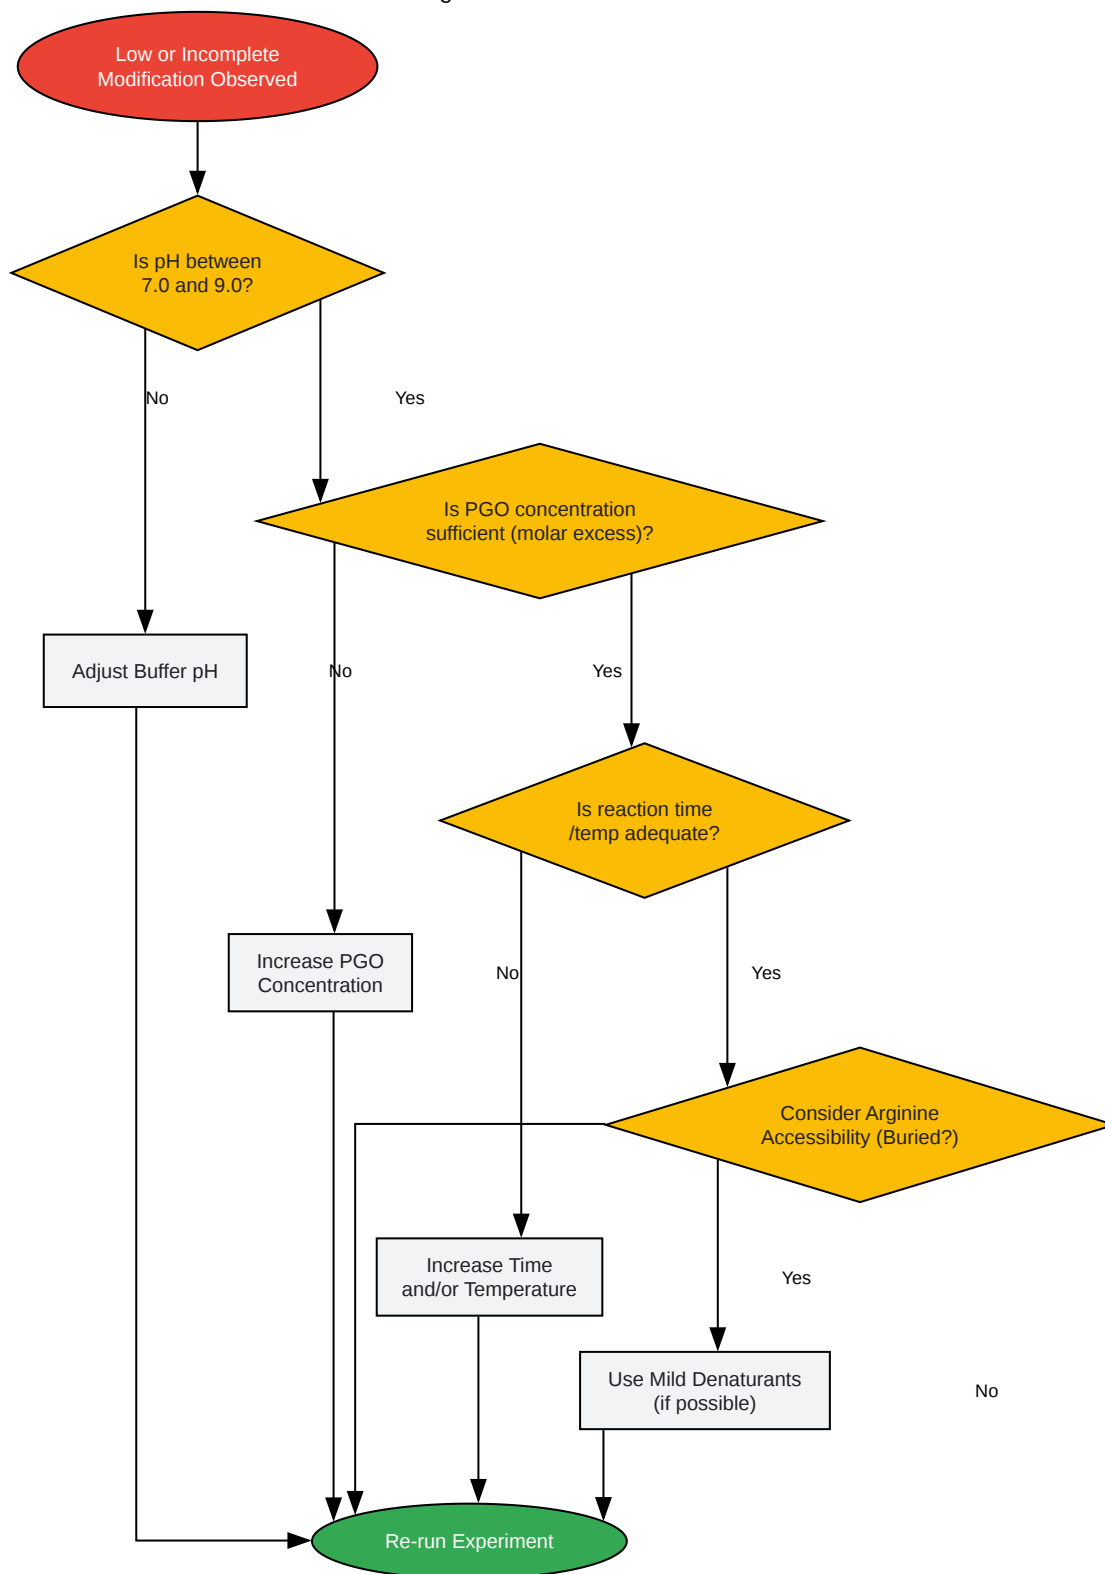 Low or Incomplete
Modification Observed
Is pH between
7.0 and 9.0?
No
Yes
Is PGO concentration
sufficient (molar excess)?
Adjust Buffer pH
No
Yes
Is reaction time
/temp adequate?
Increase PGO
Concentration
No
Yes
Consider Arginine
Accessibility (Buried?)
Increase Time
and/or Temperature
Yes
Use Mild Denaturants
(if possible)
No
Re-run Experiment